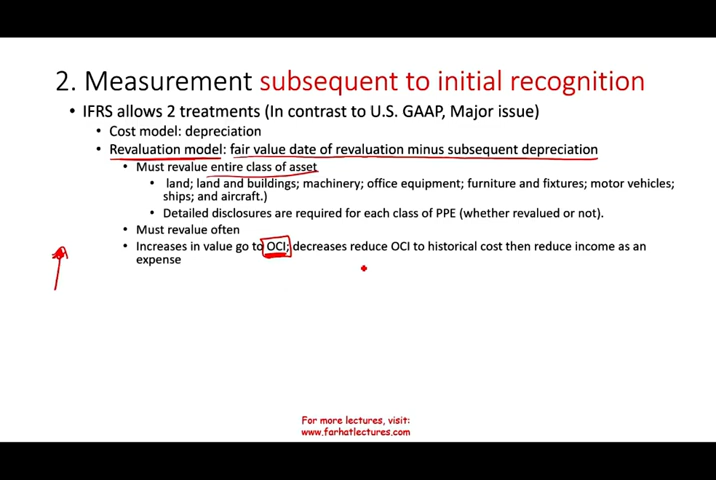 2. Measurement subsequent to initial recognition
• IFRS allows 2 treatments (In contrast to U.S. GAAP, Major issue)
• Cost model: depreciation
• Revaluation model: fair value date of revaluation minus subsequent depreciation
• Must revalue entire class of asset
• land; land and buildings; machinery; office equipment; furniture and fixtures; motor vehicles;
ships; and aircraft.)
• Detailed disclosures are required for each class of PPE (whether revalued or not).
• Must revalue often
• Increases in value go to OCI; decreases reduce OCI to historical cost then reduce income as an
expense
For more lectures, visit:
www.farhatlectures.com